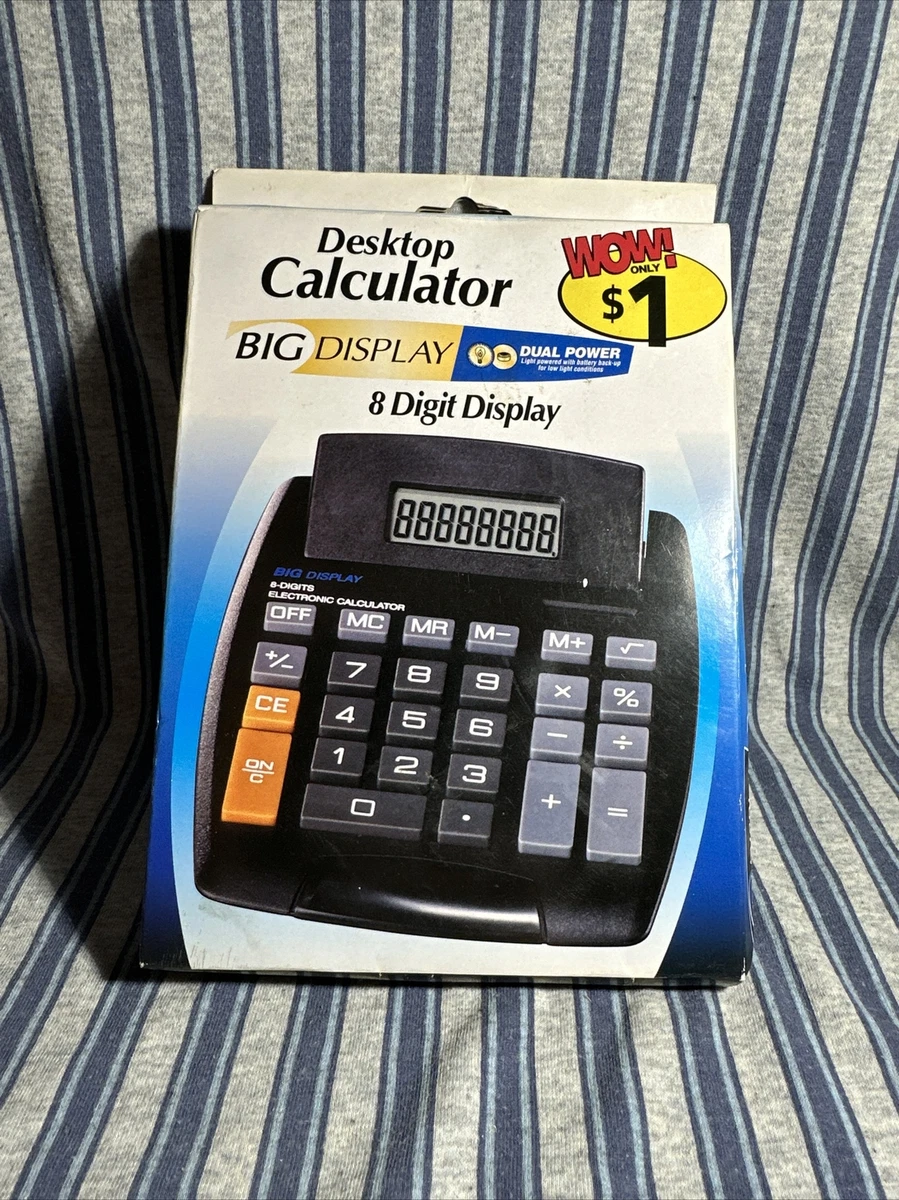 Desktop
Calculator
WOW!
ONLY
$1
BIG DISPLAY
DUAL POWER
Light powered with battery back-up
for low light conditions
8 Digit Display
88888888.
BIG DISPLAY
8-DIGITS
ELECTRONIC CALCULATOR
OFF MC MR M− M+ √
+/− 7 8 9 × %
CE 4 5 6 − ÷
ON/C 1 2 3 + =
0 .